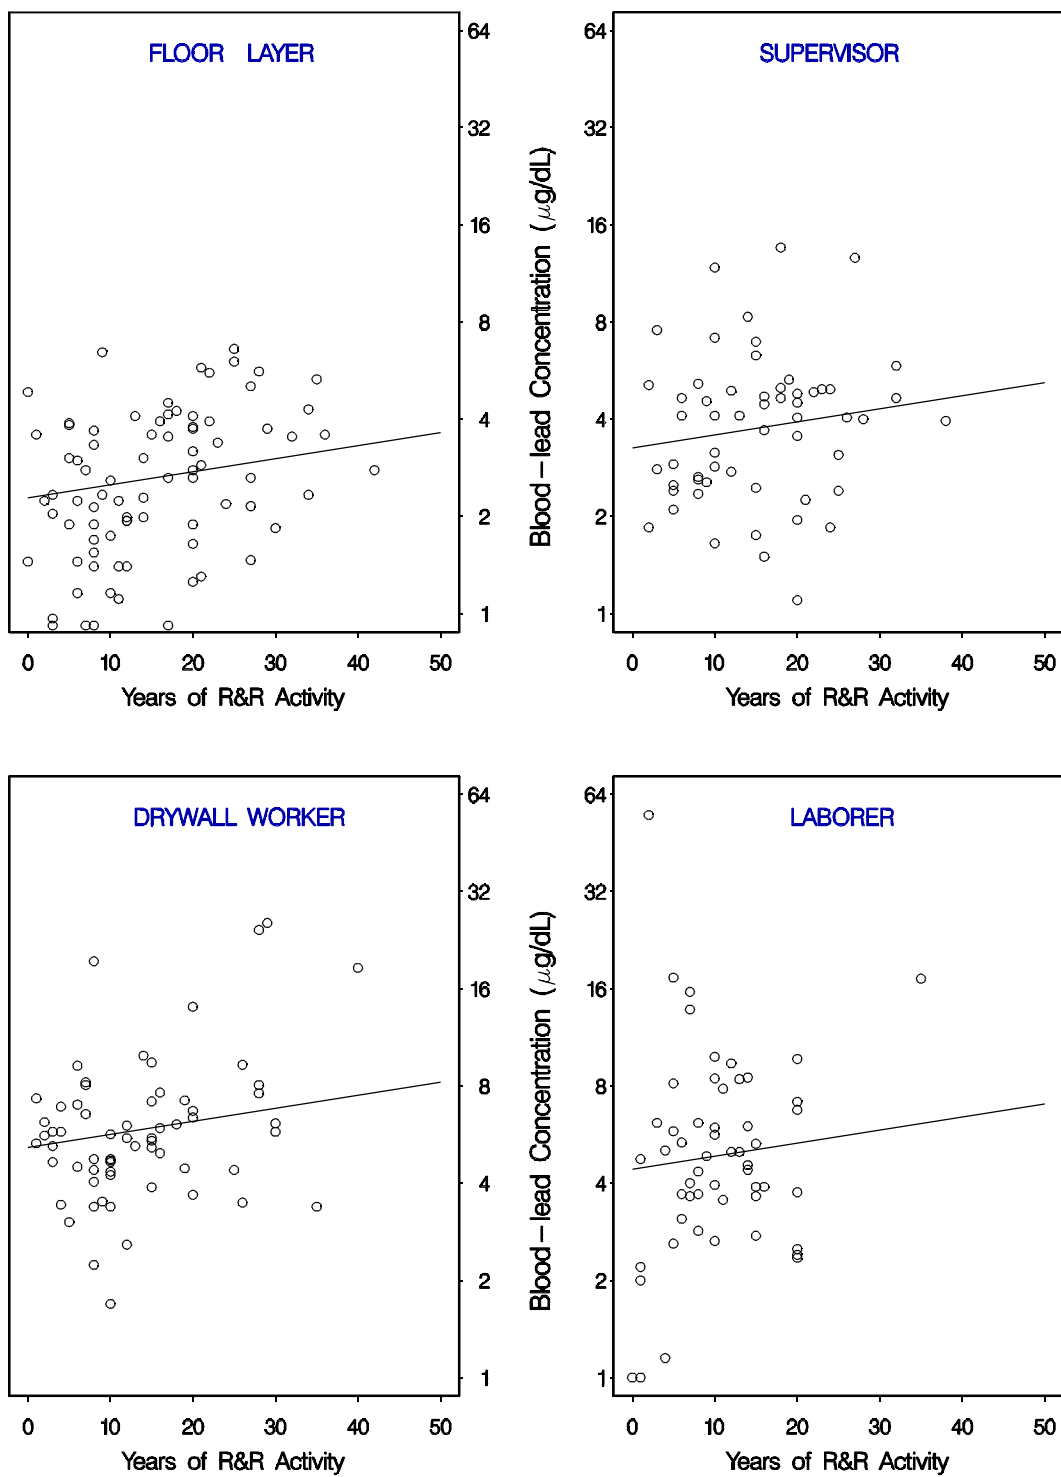 FLOOR LAYER
64
32
16
8
4
2
1
0 10 20 30 40 50
Years of R&R Activity
SUPERVISOR
Blood-lead Concentration (μg/dL)
64
32
16
8
4
2
1
0 10 20 30 40 50
Years of R&R Activity
DRYWALL WORKER
64
32
16
8
4
2
1
0 10 20 30 40 50
Years of R&R Activity
LABORER
Blood-lead Concentration (μg/dL)
64
32
16
8
4
2
1
0 10 20 30 40 50
Years of R&R Activity